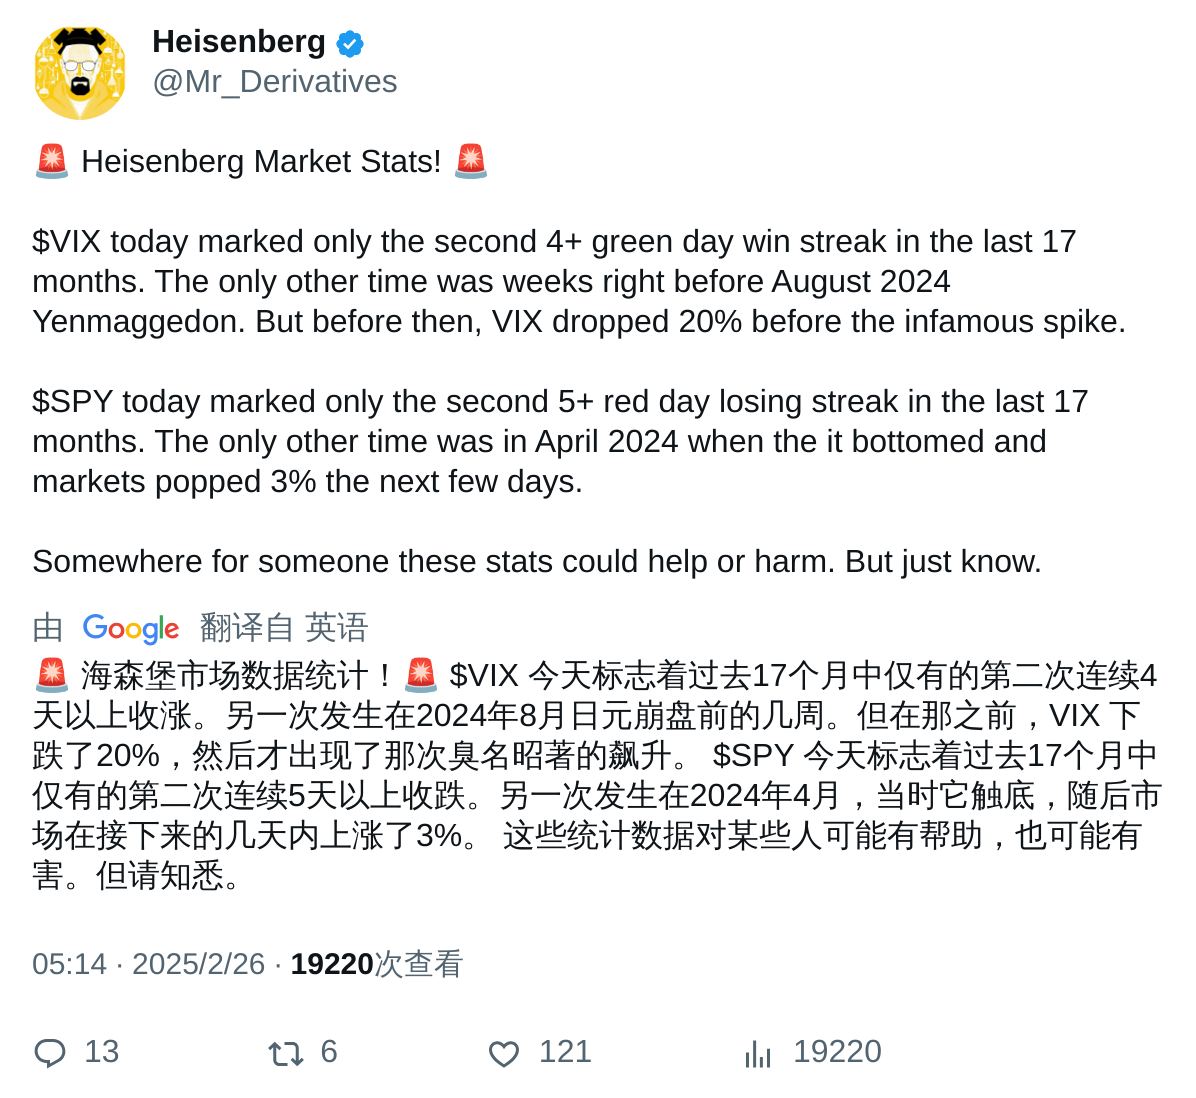 Heisenberg
@Mr_Derivatives
🚨 Heisenberg Market Stats! 🚨
$VIX today marked only the second 4+ green day win streak in the last 17
months. The only other time was weeks right before August 2024
Yenmaggedon. But before then, VIX dropped 20% before the infamous spike.
$SPY today marked only the second 5+ red day losing streak in the last 17
months. The only other time was in April 2024 when the it bottomed and
markets popped 3% the next few days.
Somewhere for someone these stats could help or harm. But just know.
由 Google 翻译自 英语
🚨 海森堡市场数据统计！🚨 $VIX 今天标志着过去17个月中仅有的第二次连续4
天以上收涨。另一次发生在2024年8月日元崩盘前的几周。但在那之前，VIX 下
跌了20%，然后才出现了那次臭名昭著的飙升。 $SPY 今天标志着过去17个月中
仅有的第二次连续5天以上收跌。另一次发生在2024年4月，当时它触底，随后市
场在接下来的几天内上涨了3%。 这些统计数据对某些人可能有帮助，也可能有
害。但请知悉。
05:14 · 2025/2/26 · 19220次查看
13 6 121 19220